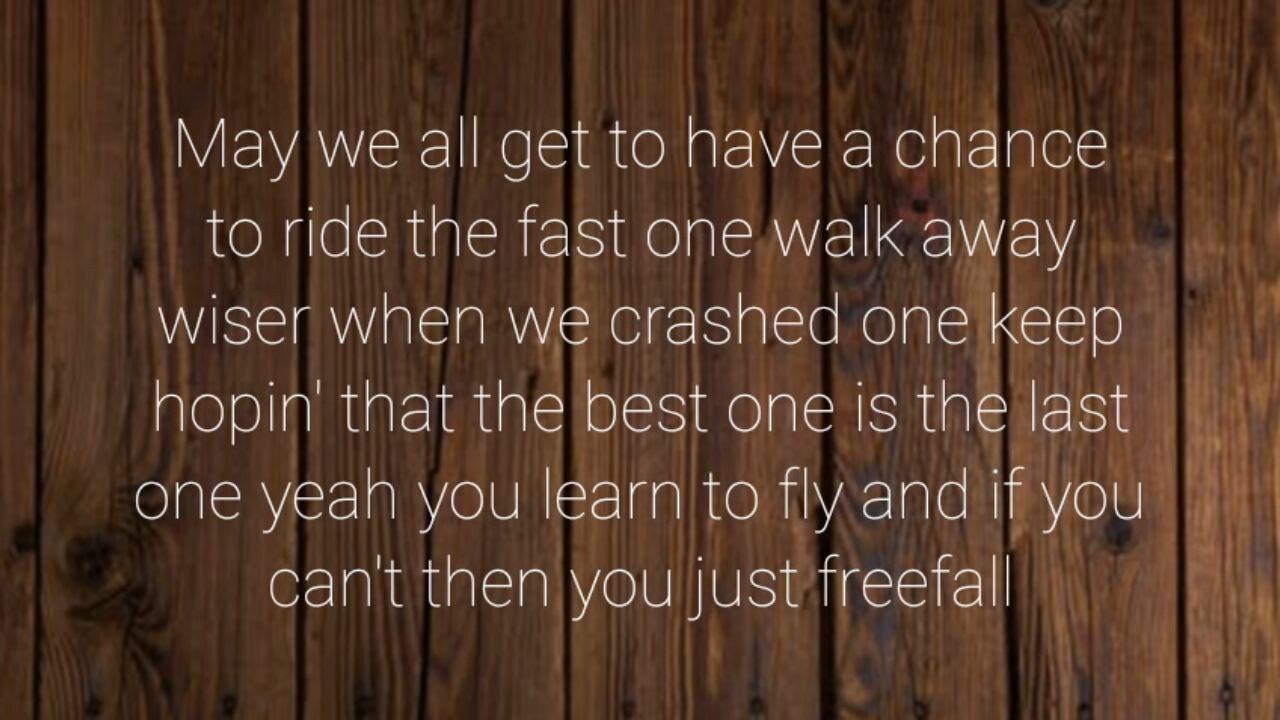 May we all get to have a chance
to ride the fast one walk away
wiser when we crashed one keep
hopin' that the best one is the last
one yeah you learn to fly and if you
can't then you just freefall